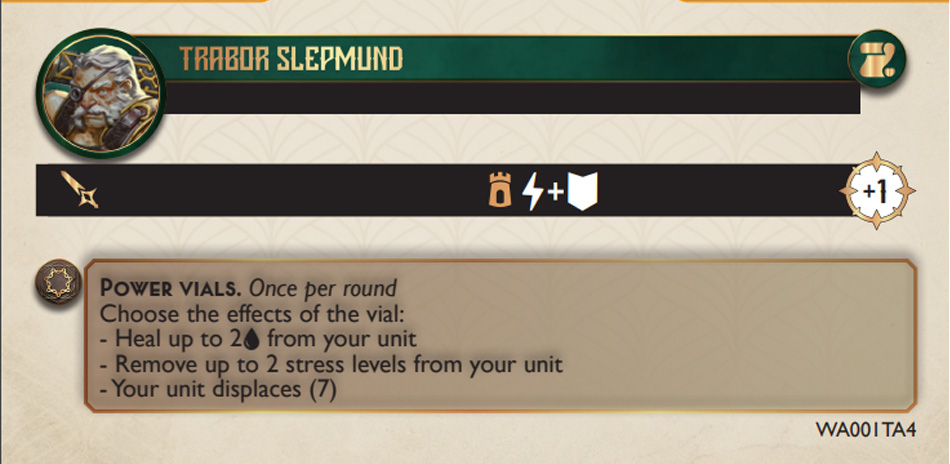 TRABOR SLEPMUND
+
+1
POWER VIALS. Once per round
Choose the effects of the vial:
- Heal up to 2 from your unit
- Remove up to 2 stress levels from your unit
- Your unit displaces (7)
WA001TA4